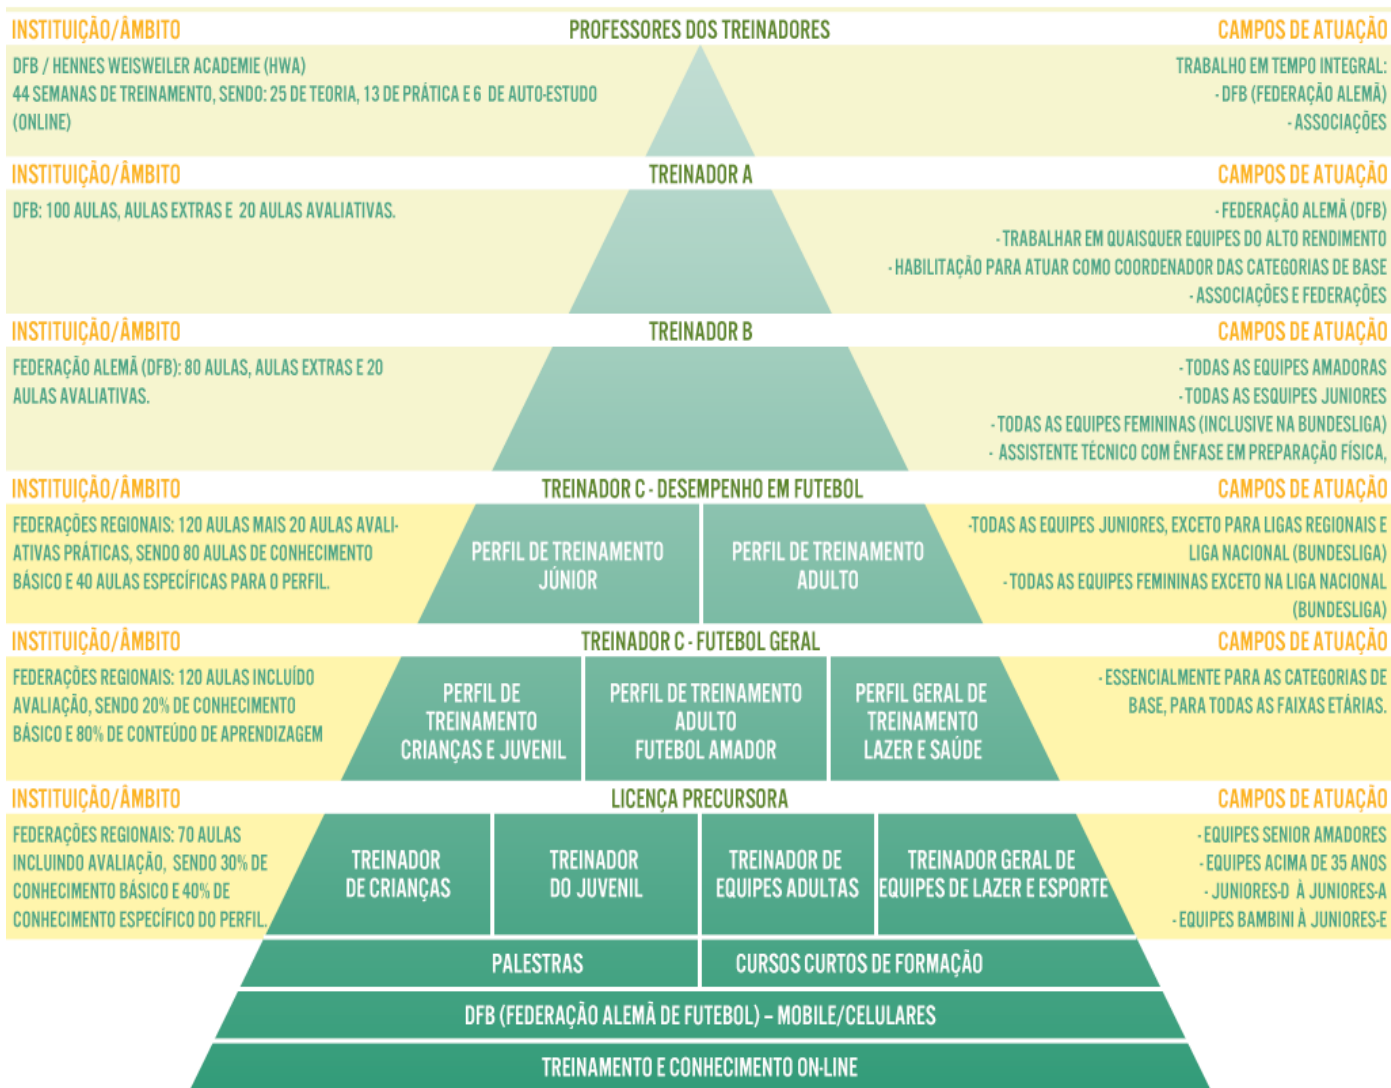 INSTITUIÇÃO/ÂMBITO
PROFESSORES DOS TREINADORES
CAMPOS DE ATUAÇÃO
DFB / HENNES WEISWEILER ACADEMIE (HWA)
44 SEMANAS DE TREINAMENTO, SENDO: 25 DE TEORIA, 13 DE PRÁTICA E 6 DE AUTO-ESTUDO
(ONLINE)
TRABALHO EM TEMPO INTEGRAL:
- DFB (FEDERAÇÃO ALEMÃ)
- ASSOCIAÇÕES
INSTITUIÇÃO/ÂMBITO
TREINADOR A
CAMPOS DE ATUAÇÃO
DFB: 100 AULAS, AULAS EXTRAS E 20 AULAS AVALIATIVAS.
- FEDERAÇÃO ALEMÃ (DFB)
- TRABALHAR EM QUAISQUER EQUIPES DO ALTO RENDIMENTO
- HABILITAÇÃO PARA ATUAR COMO COORDENADOR DAS CATEGORIAS DE BASE
- ASSOCIAÇÕES E FEDERAÇÕES
INSTITUIÇÃO/ÂMBITO
TREINADOR B
CAMPOS DE ATUAÇÃO
FEDERAÇÃO ALEMÃ (DFB): 80 AULAS, AULAS EXTRAS E 20
AULAS AVALIATIVAS.
- TODAS AS EQUIPES AMADORAS
- TODAS AS ESQUIPES JUNIORES
- TODAS AS EQUIPES FEMININAS (INCLUSIVE NA BUNDESLIGA)
- ASSISTENTE TÉCNICO COM ÊNFASE EM PREPARAÇÃO FÍSICA,
INSTITUIÇÃO/ÂMBITO
TREINADOR C - DESEMPENHO EM FUTEBOL
CAMPOS DE ATUAÇÃO
FEDERAÇÕES REGIONAIS: 120 AULAS MAIS 20 AULAS AVALI-
ATIVAS PRÁTICAS, SENDO 80 AULAS DE CONHECIMENTO
BÁSICO E 40 AULAS ESPECÍFICAS PARA O PERFIL.
PERFIL DE TREINAMENTO
JÚNIOR
PERFIL DE TREINAMENTO
ADULTO
-TODAS AS EQUIPES JUNIORES, EXCETO PARA LIGAS REGIONAIS E
LIGA NACIONAL (BUNDESLIGA)
- TODAS AS EQUIPES FEMININAS EXCETO NA LIGA NACIONAL
(BUNDESLIGA)
INSTITUIÇÃO/ÂMBITO
TREINADOR C - FUTEBOL GERAL
CAMPOS DE ATUAÇÃO
FEDERAÇÕES REGIONAIS: 120 AULAS INCLUÍDO
AVALIAÇÃO, SENDO 20% DE CONHECIMENTO
BÁSICO E 80% DE CONTEÚDO DE APRENDIZAGEM
PERFIL DE
TREINAMENTO
CRIANÇAS E JUVENIL
PERFIL DE TREINAMENTO
ADULTO
FUTEBOL AMADOR
PERFIL GERAL DE
TREINAMENTO
LAZER E SAÚDE
- ESSENCIALMENTE PARA AS CATEGORIAS DE
BASE, PARA TODAS AS FAIXAS ETÁRIAS.
INSTITUIÇÃO/ÂMBITO
LICENÇA PRECURSORA
CAMPOS DE ATUAÇÃO
FEDERAÇÕES REGIONAIS: 70 AULAS
INCLUINDO AVALIAÇÃO, SENDO 30% DE
CONHECIMENTO BÁSICO E 40% DE
CONHECIMENTO ESPECÍFICO DO PERFIL.
TREINADOR
DE CRIANÇAS
TREINADOR
DO JUVENIL
TREINADOR DE
EQUIPES ADULTAS
TREINADOR GERAL DE
EQUIPES DE LAZER E ESPORTE
- EQUIPES SENIOR AMADORES
- EQUIPES ACIMA DE 35 ANOS
- JUNIORES-D À JUNIORES-A
- EQUIPES BAMBINI À JUNIORES-E
PALESTRAS
CURSOS CURTOS DE FORMAÇÃO
DFB (FEDERAÇÃO ALEMÃ DE FUTEBOL) – MOBILE/CELULARES
TREINAMENTO E CONHECIMENTO ON-LINE